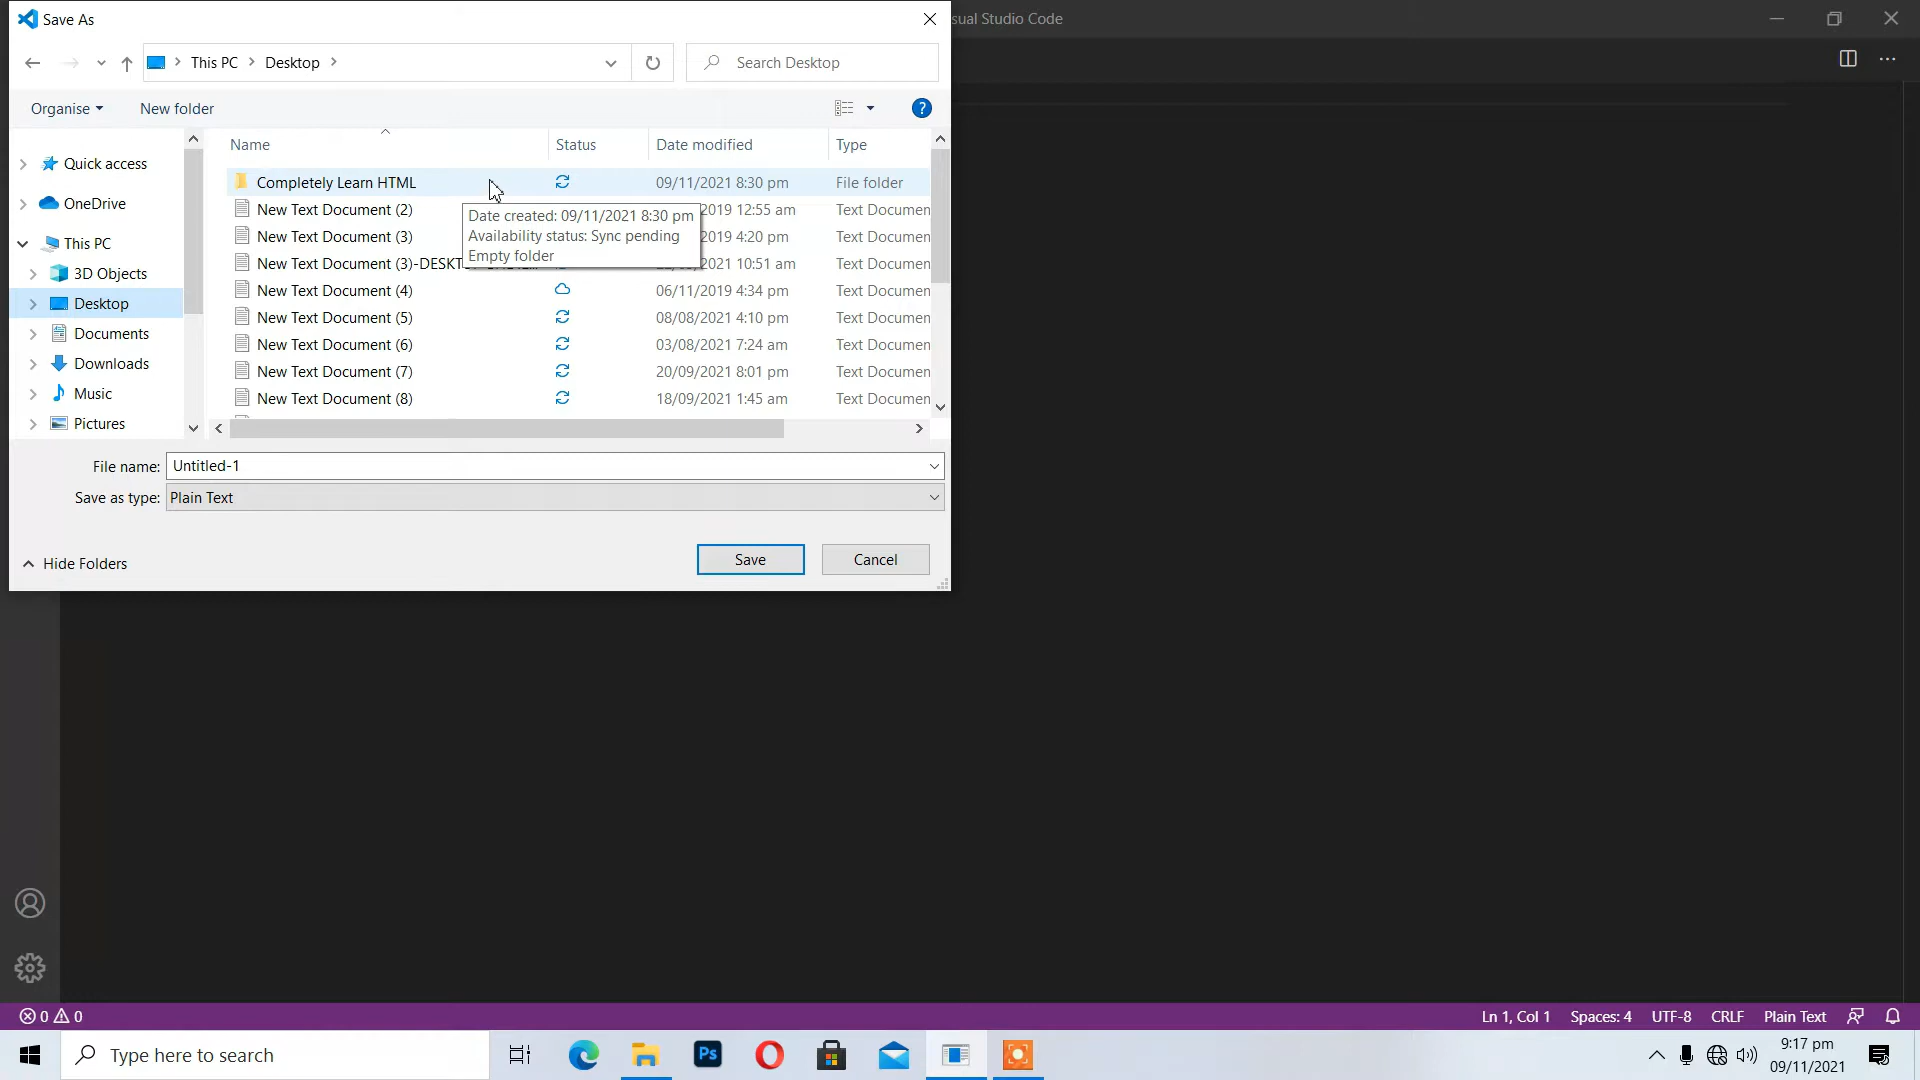 Save As
sual Studio Code
This PC
Desktop
Search Desktop
Organise
New folder
Name
Status
Date modified
Type
Quick access
OneDrive
This PC
3D Objects
Desktop
Documents
Downloads
Music
Pictures
Completely Learn HTML
09/11/2021 8:30 pm
File folder
New Text Document (2)
2019 12:55 am
Text Documen
New Text Document (3)
2019 4:20 pm
Text Documen
New Text Document (3)-DESKT
2021 10:51 am
Text Documen
New Text Document (4)
06/11/2019 4:34 pm
Text Documen
New Text Document (5)
08/08/2021 4:10 pm
Text Documen
New Text Document (6)
03/08/2021 7:24 am
Text Documen
New Text Document (7)
20/09/2021 8:01 pm
Text Documen
New Text Document (8)
18/09/2021 1:45 am
Text Documen
Date created: 09/11/2021 8:30 pm
Availability status: Sync pending
Empty folder
File name:
Untitled-1
Save as type:
Plain Text
Hide Folders
Save
Cancel
0
0
Ln 1, Col 1
Spaces: 4
UTF-8
CRLF
Plain Text
Type here to search
Ps
9:17 pm
09/11/2021